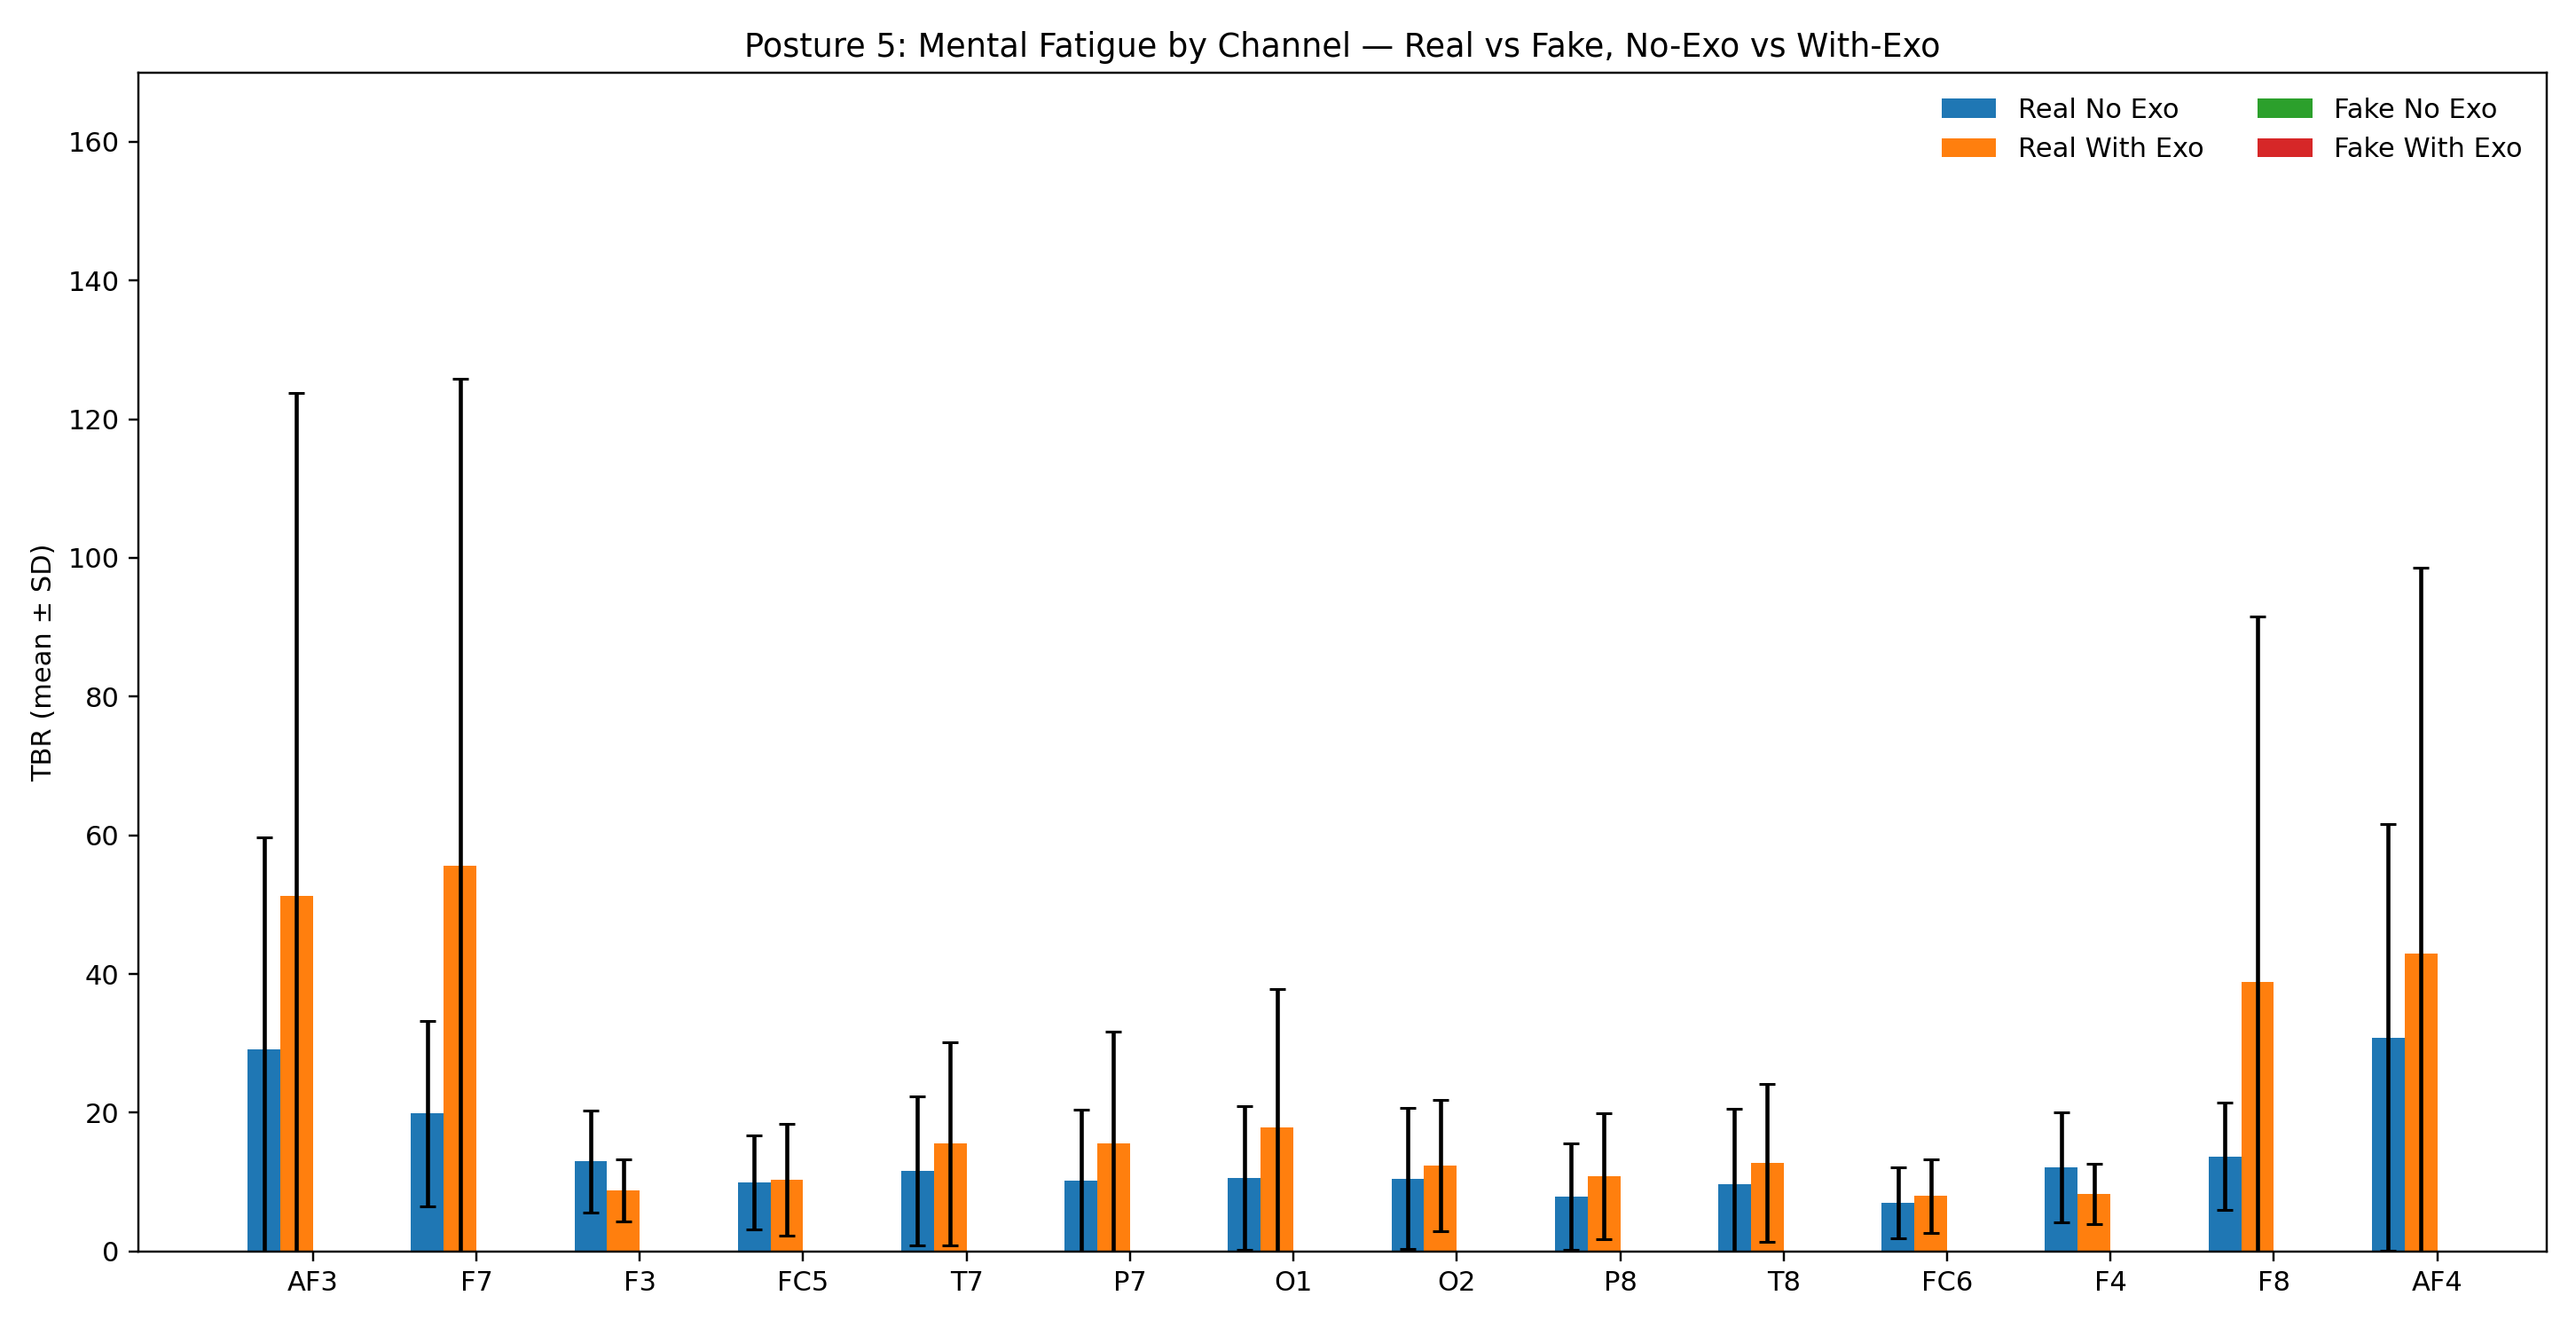 Posture 5: Mental Fatigue by Channel — Real vs Fake, No-Exo vs With-Exo
Real No Exo
Real With Exo
Fake No Exo
Fake With Exo
TBR (mean ± SD)
160
140
120
100
80
60
40
20
0
AF3 F7 F3 FC5 T7 P7 O1 O2 P8 T8 FC6 F4 F8 AF4